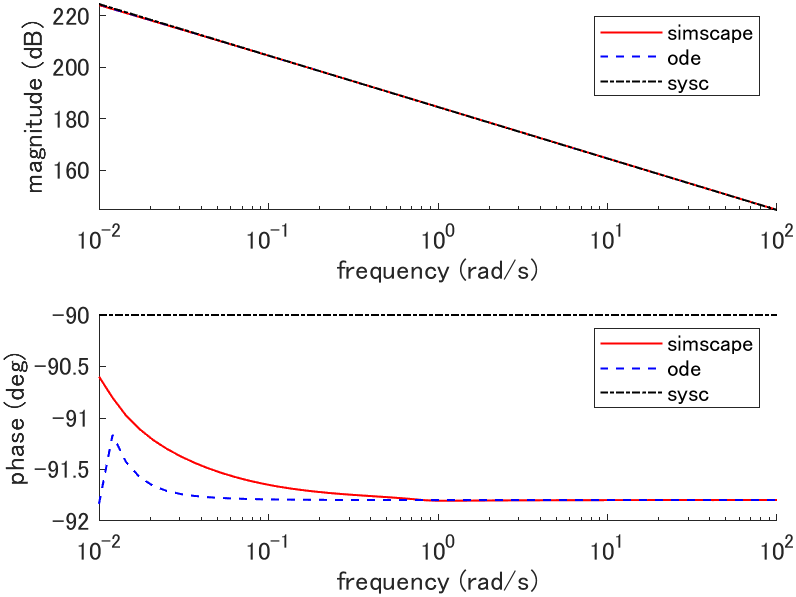 magnitude (dB)
220
200
180
160
simscape
ode
sysc
10^-2
10^-1
10^0
10^1
10^2
frequency (rad/s)
phase (deg)
-90
-90.5
-91
-91.5
-92
simscape
ode
sysc
10^-2
10^-1
10^0
10^1
10^2
frequency (rad/s)